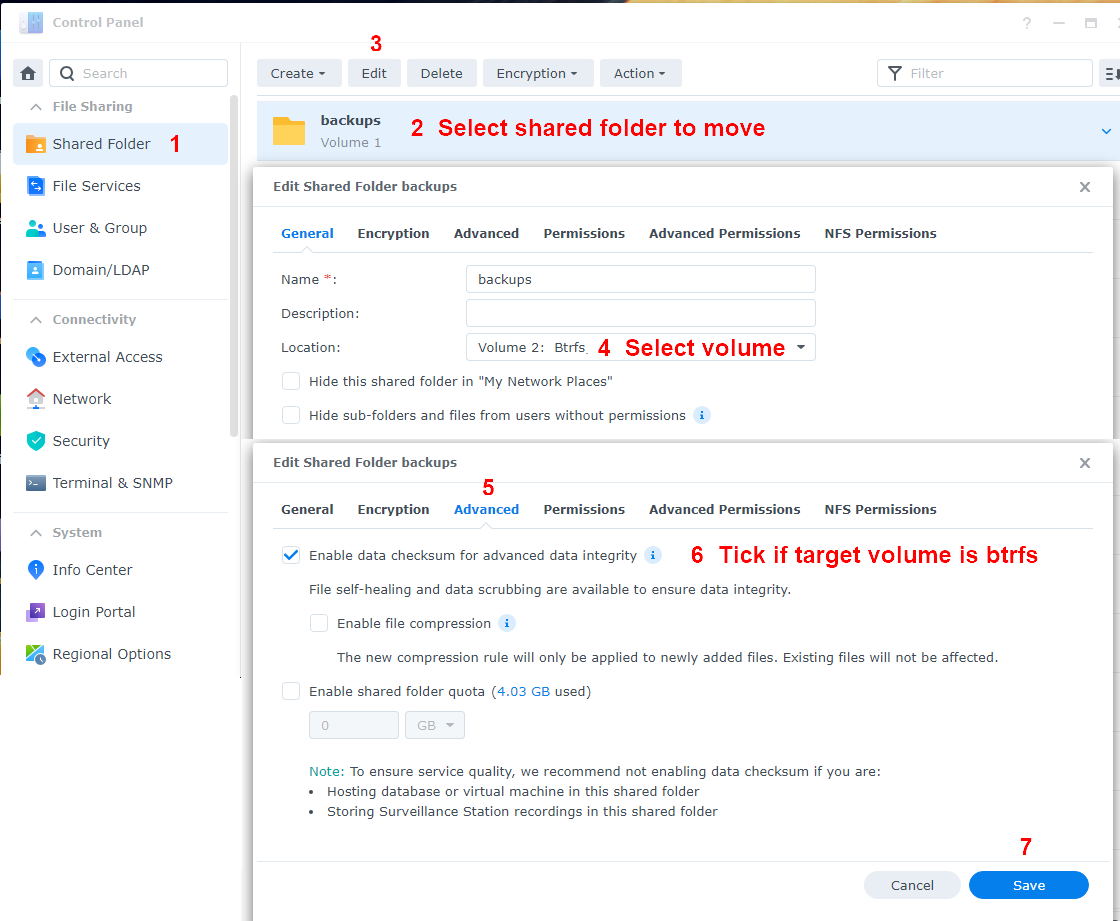 Control Panel
?
3
Search
Create Edit Delete Encryption Action
Filter
File Sharing
Shared Folder 1
File Services
User & Group
Domain/LDAP
Connectivity
External Access
Network
Security
Terminal & SNMP
System
Info Center
Login Portal
Regional Options
backups
Volume 1
2 Select shared folder to move
Edit Shared Folder backups
General Encryption Advanced Permissions Advanced Permissions NFS Permissions
Name *: backups
Description:
Location: Volume 2: Btrfs 4 Select volume
Hide this shared folder in "My Network Places"
Hide sub-folders and files from users without permissions i
Edit Shared Folder backups
5
General Encryption Advanced Permissions Advanced Permissions NFS Permissions
Enable data checksum for advanced data integrity i 6 Tick if target volume is btrfs
File self-healing and data scrubbing are available to ensure data integrity.
Enable file compression i
The new compression rule will only be applied to newly added files. Existing files will not be affected.
Enable shared folder quota (4.03 GB used)
0 GB
Note: To ensure service quality, we recommend not enabling data checksum if you are:
• Hosting database or virtual machine in this shared folder
• Storing Surveillance Station recordings in this shared folder
7
Cancel Save